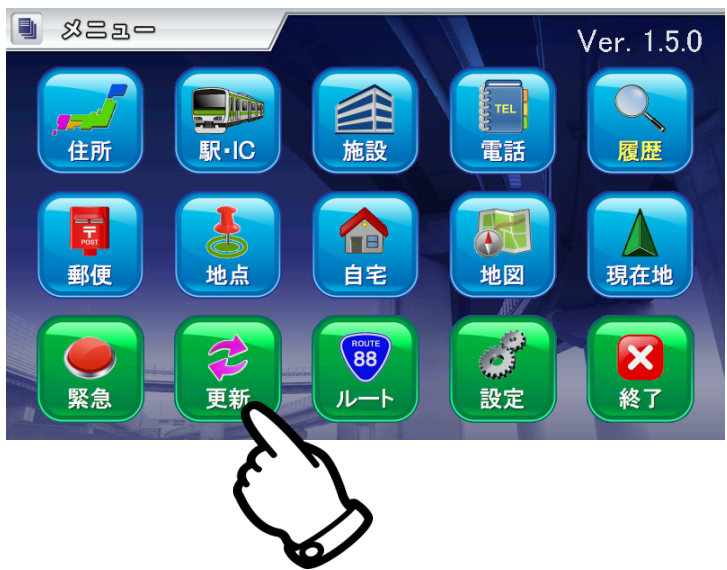 メニュー
Ver. 1.5.0
住所
駅・IC
施設
TEL
電話
履歴
〒
POST
郵便
地点
自宅
地図
現在地
緊急
更新
ROUTE
88
ルート
設定
終了